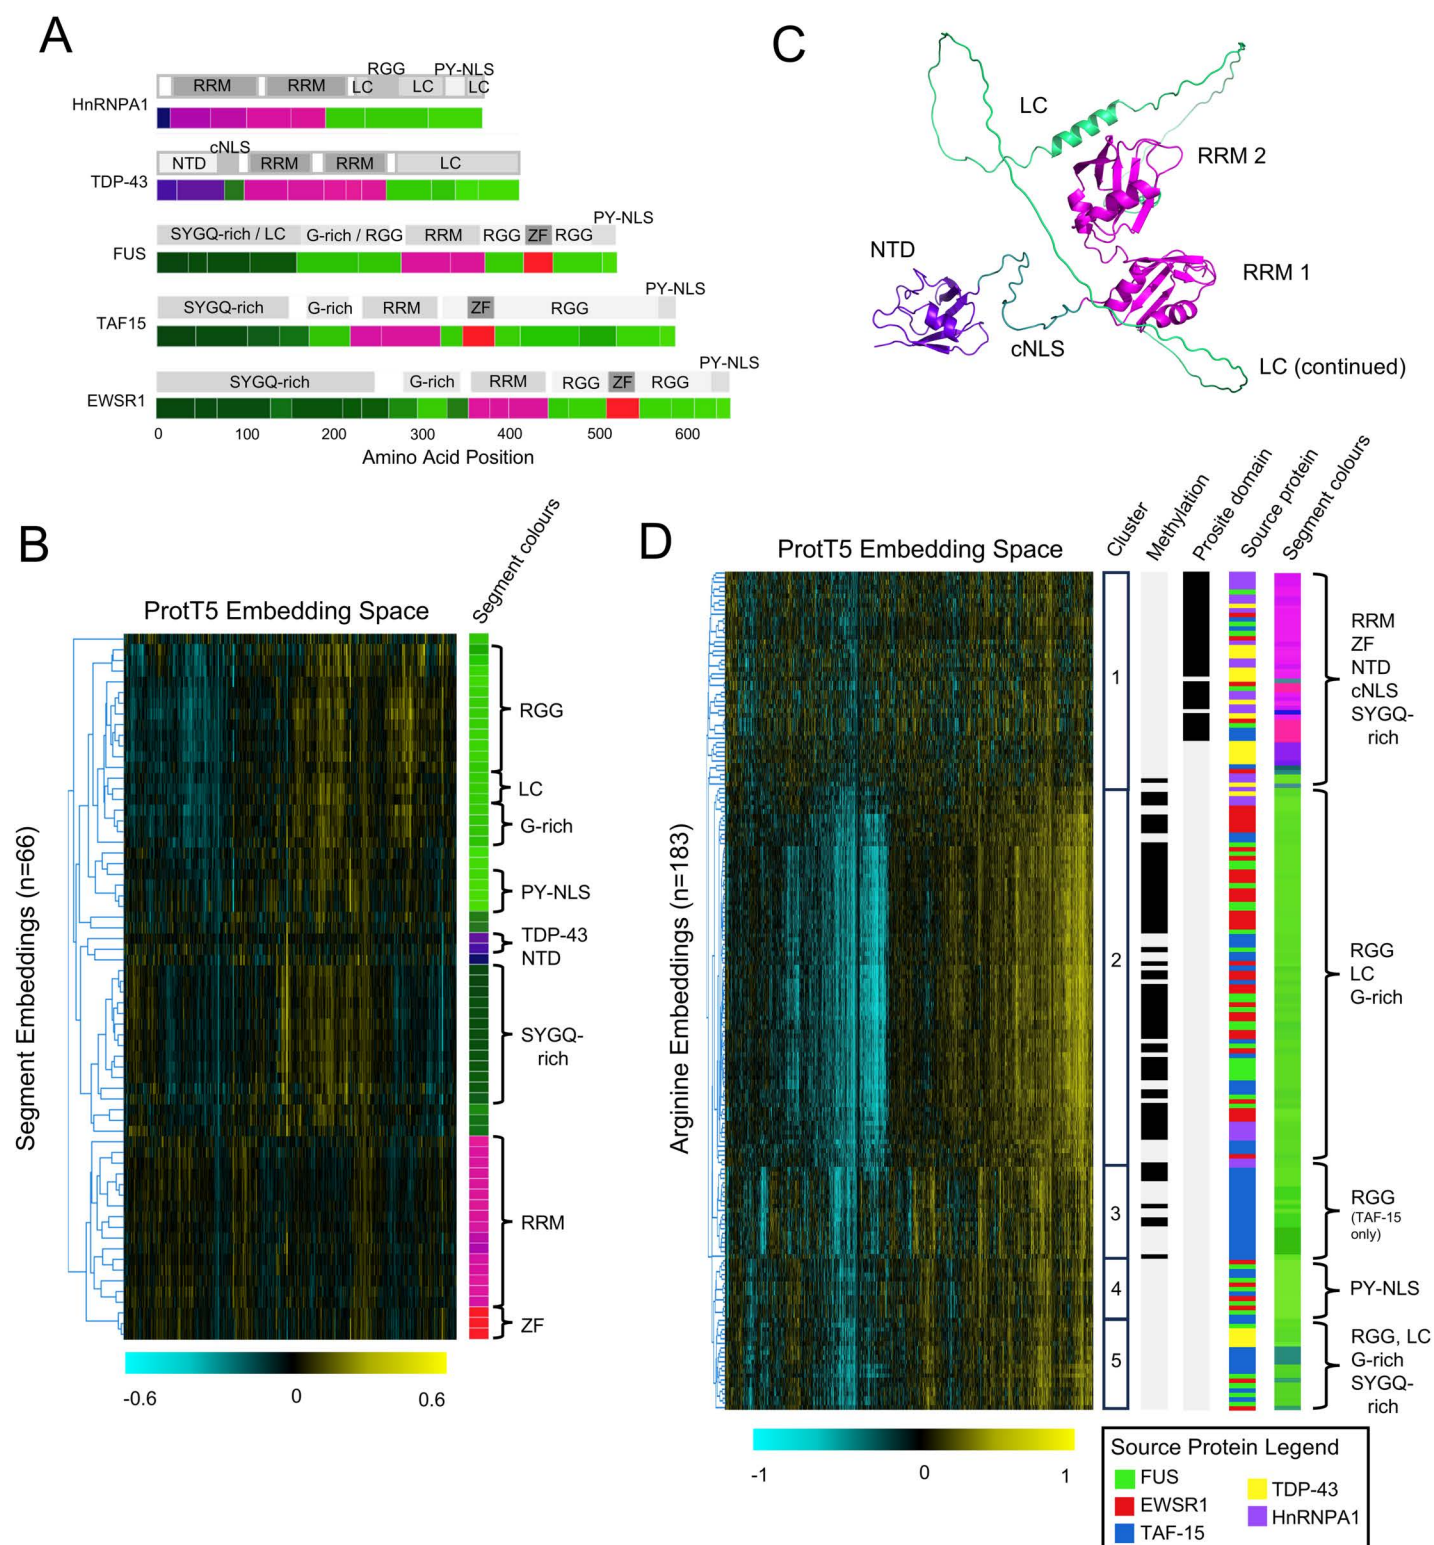 A
RGG PY-NLS
RRM RRM LC LC LC
HnRNPA1
cNLS
NTD RRM RRM LC
TDP-43
PY-NLS
SYGQ-rich / LC G-rich / RGG RRM RGG ZF RGG
FUS
PY-NLS
SYGQ-rich G-rich RRM ZF RGG
TAF15
PY-NLS
SYGQ-rich G-rich RRM RGG ZF RGG
EWSR1
0 100 200 300 400 500 600
Amino Acid Position
C
LC
RRM 2
NTD
RRM 1
cNLS
LC (continued)
B
Segment colours
ProtT5 Embedding Space
Segment Embeddings (n=66)
RGG
LC
G-rich
PY-NLS
TDP-43
NTD
SYGQ-
rich
RRM
ZF
-0.6 0 0.6
D
ProtT5 Embedding Space
Cluster
Methylation
Prosite domain
Source protein
Segment colours
Arginine Embeddings (n=183)
1
2
3
4
5
RRM
ZF
NTD
cNLS
SYGQ-
rich
RGG
LC
G-rich
RGG
(TAF-15
only)
PY-NLS
RGG, LC
G-rich
SYGQ-
rich
-1 0 1
Source Protein Legend
FUS
EWSR1
TAF-15
TDP-43
HnRNPA1